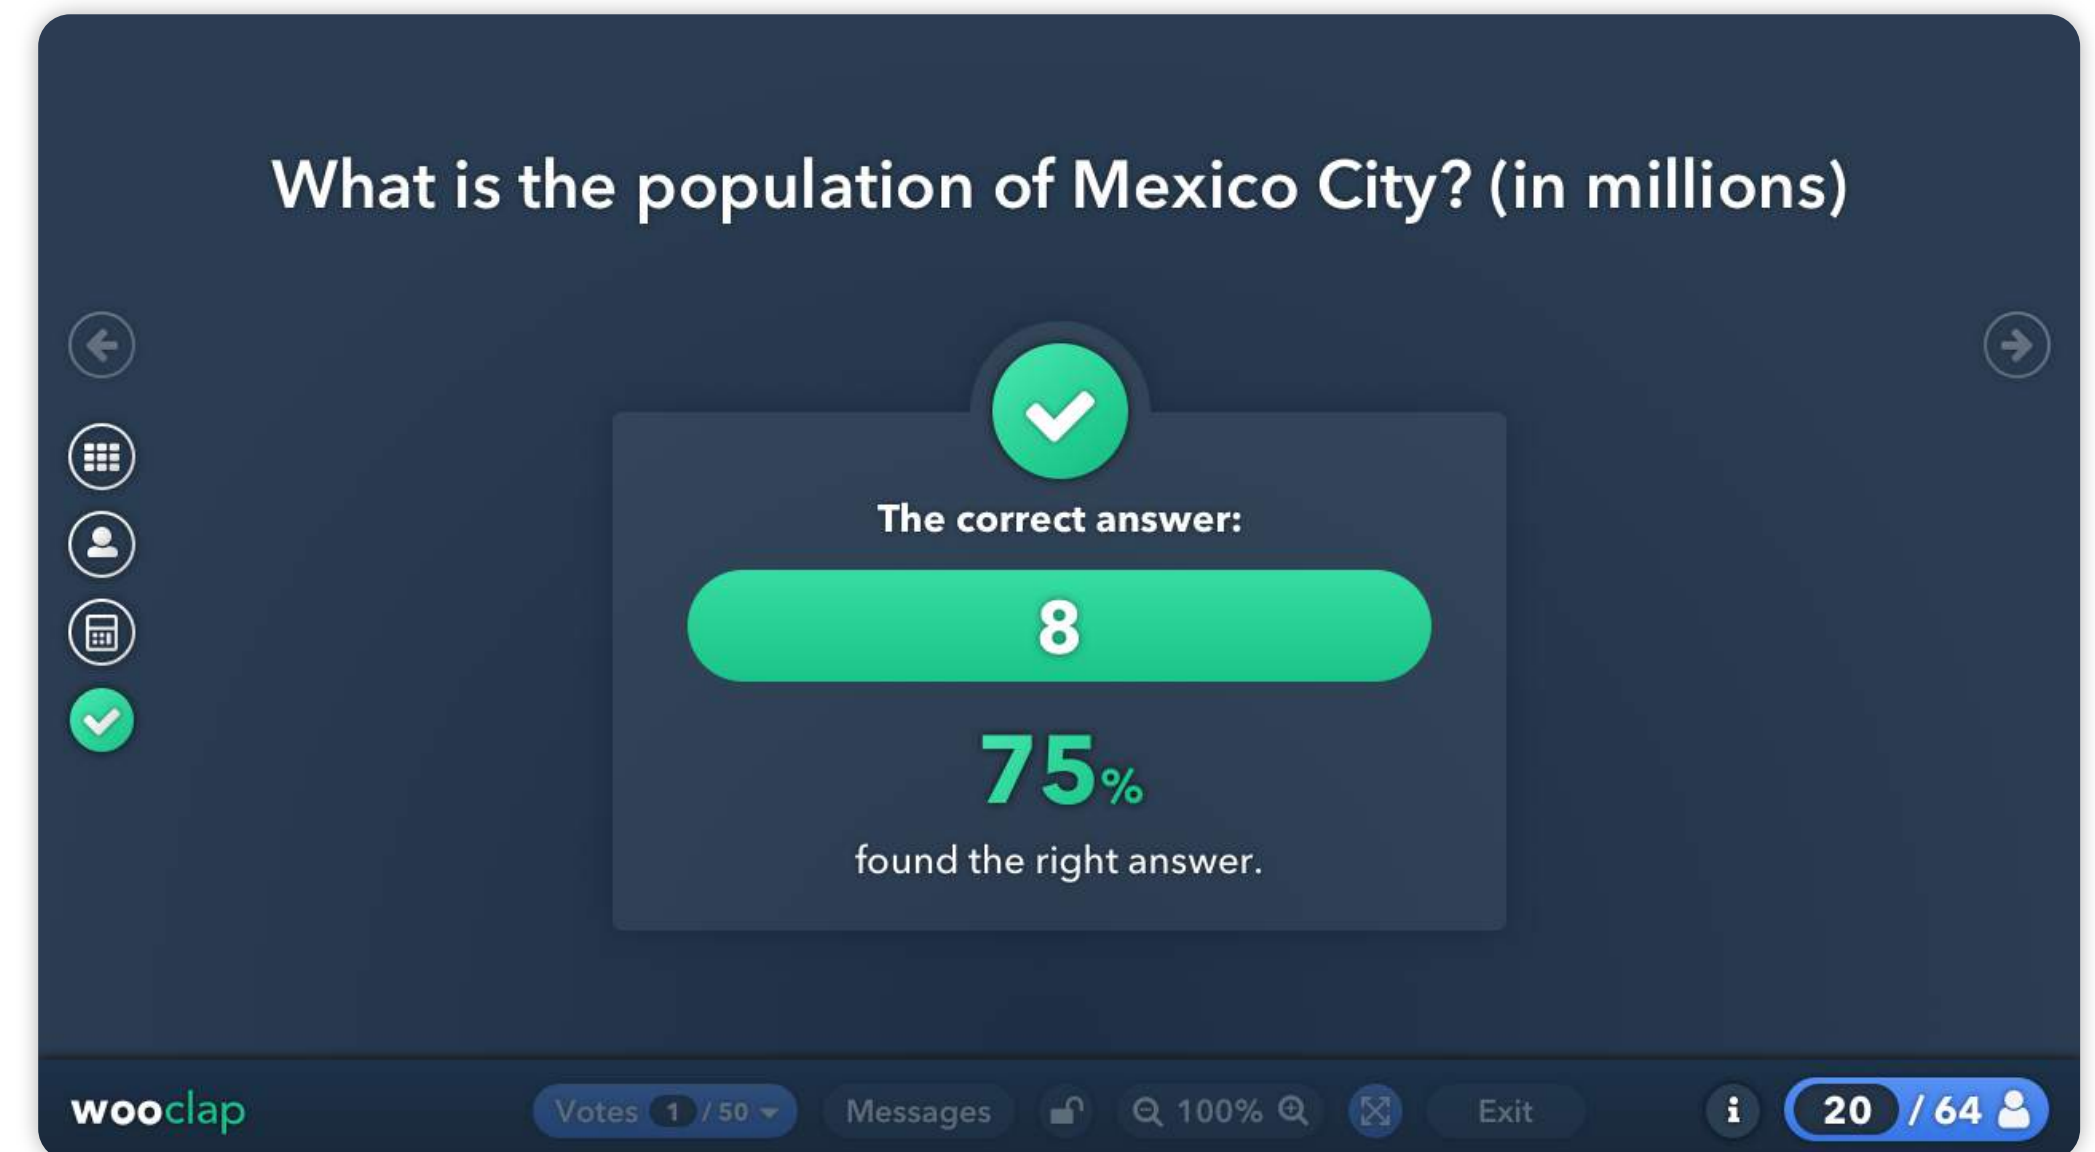 What is the population of Mexico City? (in millions)
The correct answer:
8
75%
found the right answer.
wooclap
Votes 1 / 50
Messages
100%
Exit
i
20 / 64